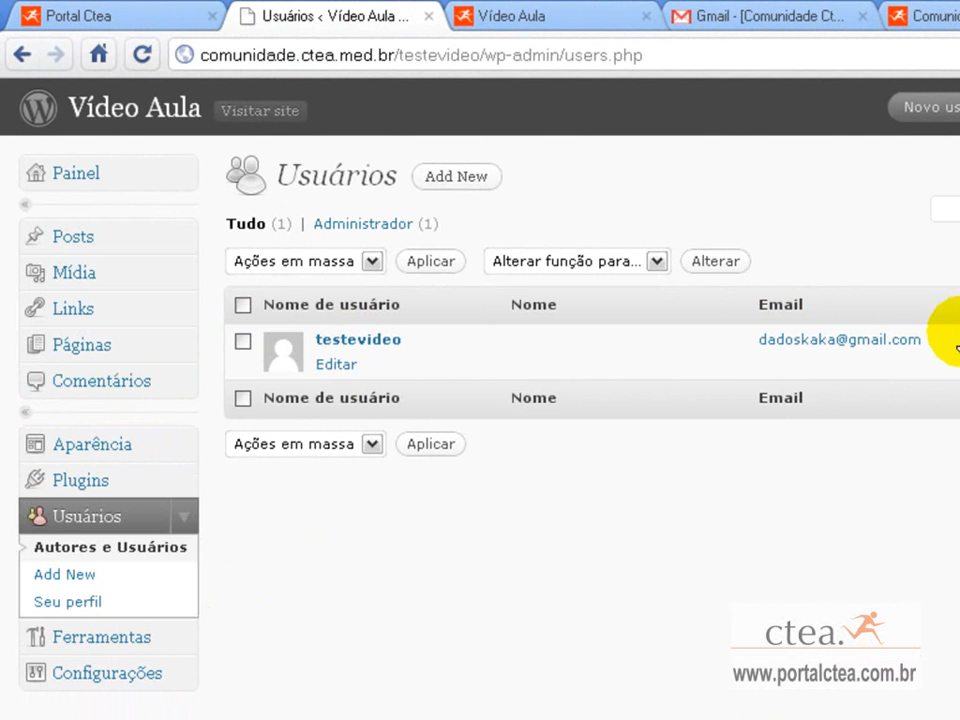 Portal Ctea
Usuários ‹ Vídeo Aula ...
Vídeo Aula
Gmail - [Comunidade Ct...
Comuni
comunidade.ctea.med.br/testevideo/wp-admin/users.php
Vídeo Aula
Visitar site
Novo us
Painel
Posts
Mídia
Links
Páginas
Comentários
Aparência
Plugins
Usuários
Autores e Usuários
Add New
Seu perfil
Ferramentas
Configurações
Usuários
Add New
Tudo (1) | Administrador (1)
Ações em massa
Aplicar
Alterar função para...
Alterar
Nome de usuário
Nome
Email
testevideo
dadoskaka@gmail.com
Editar
Nome de usuário
Nome
Email
Ações em massa
Aplicar
ctea.
www.portalctea.com.br